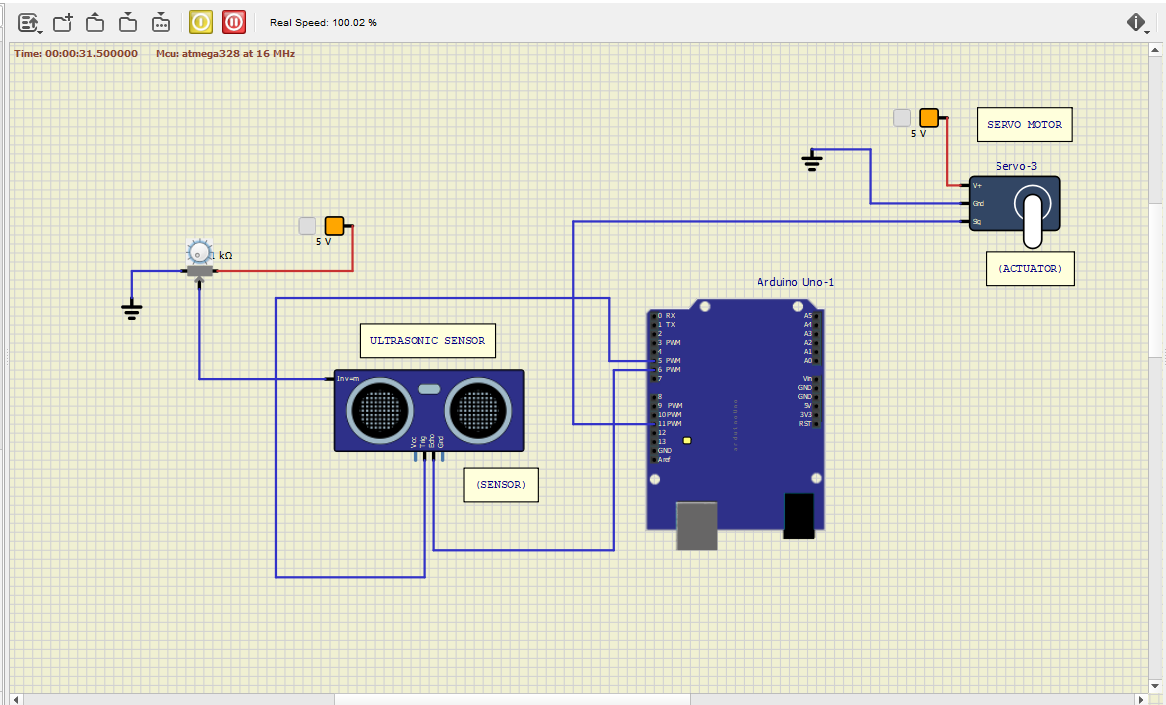 Real Speed: 100.02 %
Time: 00:00:31.500000 Mcu: atmega328 at 16 MHz
SERVO MOTOR
5 V
Servo-3
V+
Gnd
Sig
(ACTUATOR)
5 V
1 kΩ
Arduino Uno-1
ULTRASONIC SENSOR
Inv=m
Vcc
Trig
Echo
Gnd
(SENSOR)
0 RX
1 TX
2
3 PWM
4
5 PWM
6 PWM
7
8
9 PWM
10 PWM
11 PWM
12
13
GND
Aref
A5
A4
A3
A2
A1
A0
Vin
GND
GND
5V
3V3
RST
arduinoUno